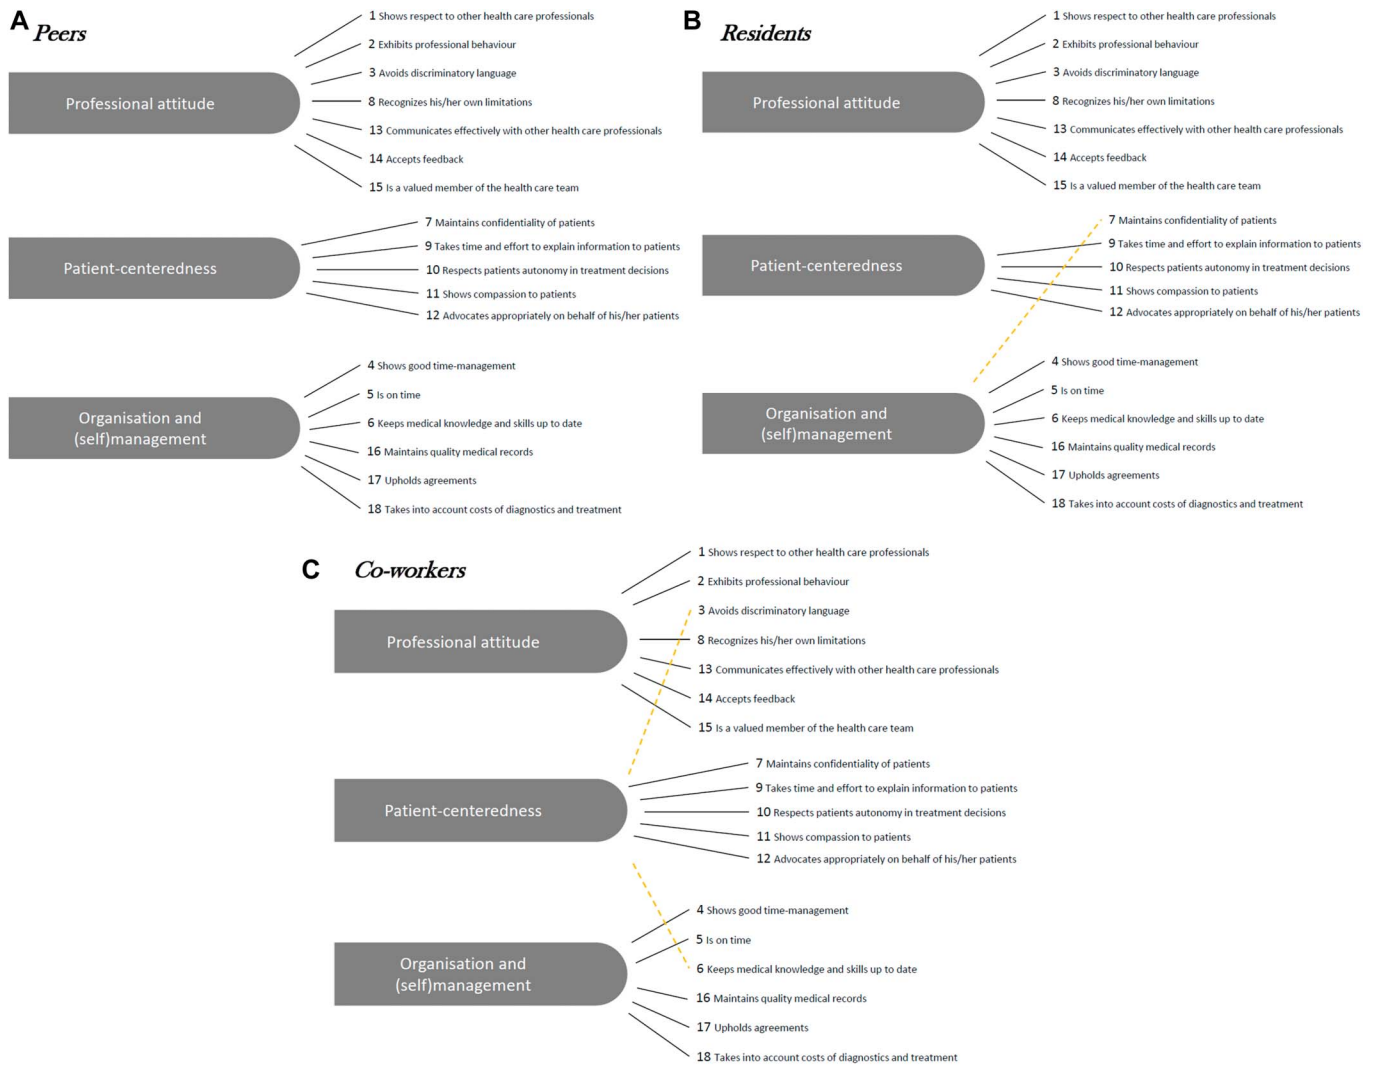 A Peers
1 Shows respect to other health care professionals
2 Exhibits professional behaviour
3 Avoids discriminatory language
Professional attitude
8 Recognizes his/her own limitations
13 Communicates effectively with other health care professionals
14 Accepts feedback
15 Is a valued member of the health care team
7 Maintains confidentiality of patients
9 Takes time and effort to explain information to patients
Patient-centeredness
10 Respects patients autonomy in treatment decisions
11 Shows compassion to patients
12 Advocates appropriately on behalf of his/her patients
4 Shows good time-management
5 Is on time
Organisation and
(self)management
6 Keeps medical knowledge and skills up to date
16 Maintains quality medical records
17 Upholds agreements
18 Takes into account costs of diagnostics and treatment
B Residents
1 Shows respect to other health care professionals
2 Exhibits professional behaviour
3 Avoids discriminatory language
Professional attitude
8 Recognizes his/her own limitations
13 Communicates effectively with other health care professionals
14 Accepts feedback
15 Is a valued member of the health care team
7 Maintains confidentiality of patients
9 Takes time and effort to explain information to patients
Patient-centeredness
10 Respects patients autonomy in treatment decisions
11 Shows compassion to patients
12 Advocates appropriately on behalf of his/her patients
4 Shows good time-management
5 Is on time
Organisation and
(self)management
6 Keeps medical knowledge and skills up to date
16 Maintains quality medical records
17 Upholds agreements
18 Takes into account costs of diagnostics and treatment
C Co-workers
1 Shows respect to other health care professionals
2 Exhibits professional behaviour
3 Avoids discriminatory language
Professional attitude
8 Recognizes his/her own limitations
13 Communicates effectively with other health care professionals
14 Accepts feedback
15 Is a valued member of the health care team
7 Maintains confidentiality of patients
9 Takes time and effort to explain information to patients
Patient-centeredness
10 Respects patients autonomy in treatment decisions
11 Shows compassion to patients
12 Advocates appropriately on behalf of his/her patients
4 Shows good time-management
5 Is on time
Organisation and
(self)management
6 Keeps medical knowledge and skills up to date
16 Maintains quality medical records
17 Upholds agreements
18 Takes into account costs of diagnostics and treatment